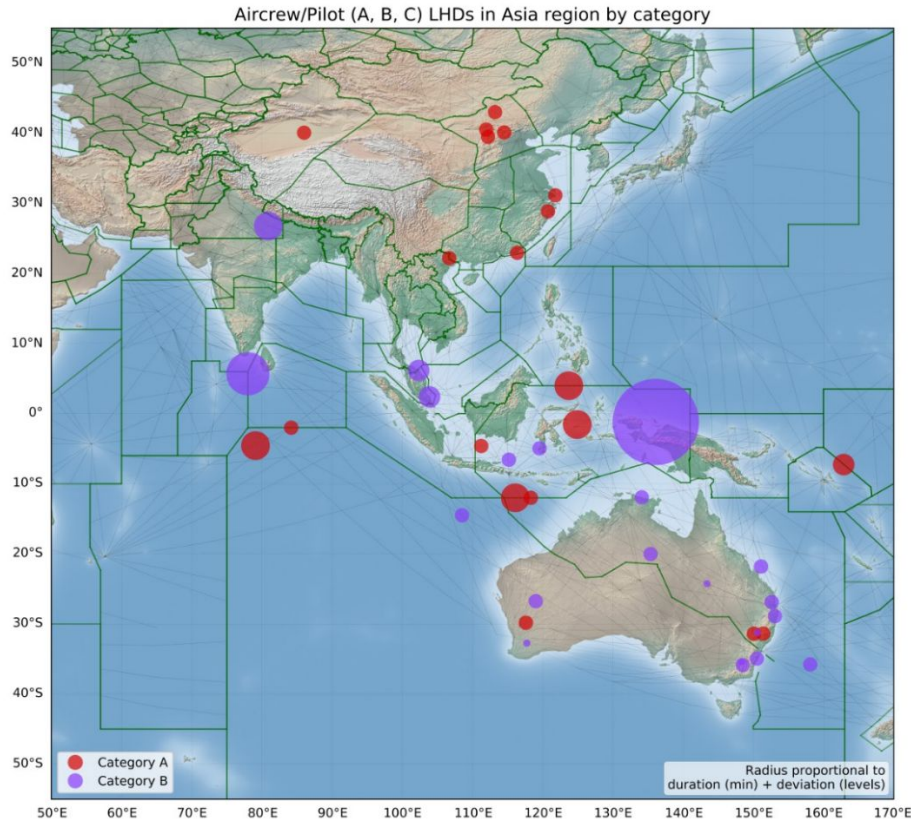 Aircrew/Pilot (A, B, C) LHDs in Asia region by category
50°N
40°N
30°N
20°N
10°N
0°
10°S
20°S
30°S
40°S
50°S
Category A
Category B
Radius proportional to
duration (min) + deviation (levels)
50°E 60°E 70°E 80°E 90°E 100°E 110°E 120°E 130°E 140°E 150°E 160°E 170°E